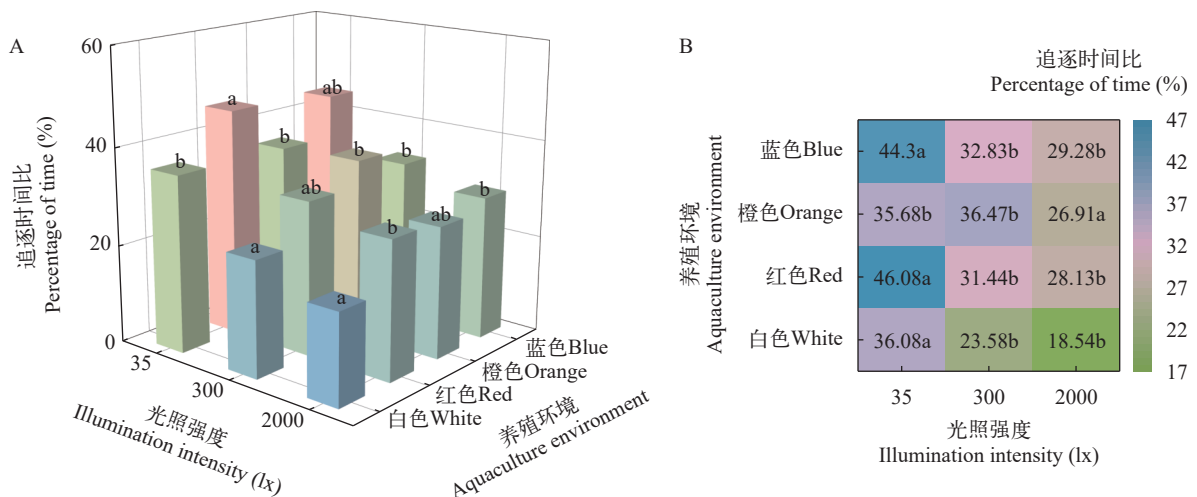 A
60
40
20
0
追逐时间比
Percentage of time (%)
b
a
ab
b
b
b
ab
b
a
b
ab
a
35
300
2000
光照强度
Illumination intensity (lx)
蓝色Blue
橙色Orange
红色Red
白色White
养殖环境
Aquaculture environment
B
追逐时间比
Percentage of time (%)
养殖环境
Aquaculture environment
蓝色Blue 44.3a 32.83b 29.28b
橙色Orange 35.68b 36.47b 26.91a
红色Red 46.08a 31.44b 28.13b
白色White 36.08a 23.58b 18.54b
35 300 2000
光照强度
Illumination intensity (lx)
47
42
37
32
27
22
17